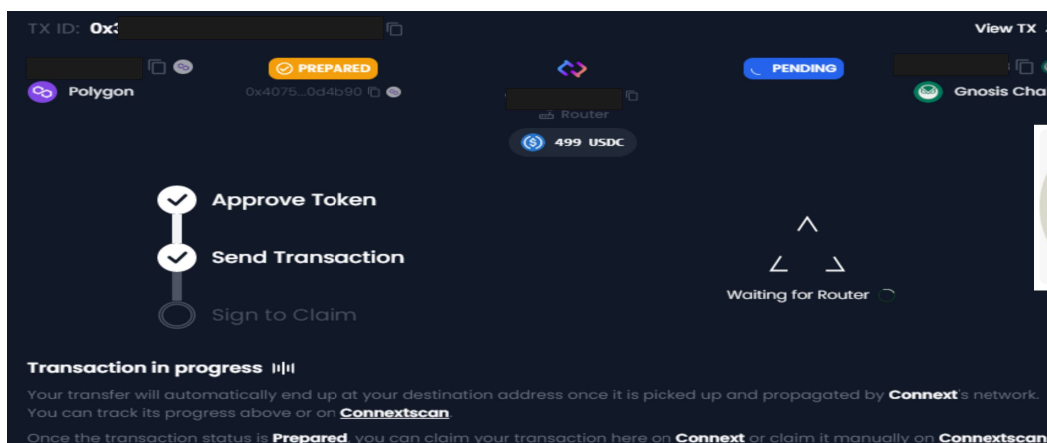 TX ID: 0x3
View TX
PREPARED
PENDING
Polygon
0x4075...0d4b90
Router
Gnosis Cha
499 USDC
Approve Token
Send Transaction
Waiting for Router
Sign to Claim
Transaction in progress
Your transfer will automatically end up at your destination address once it is picked up and propagated by Connext's network.
You can track its progress above or on Connextscan.
Once the transaction status is Prepared, you can claim your transaction here on Connext or claim it manually on Connextscan